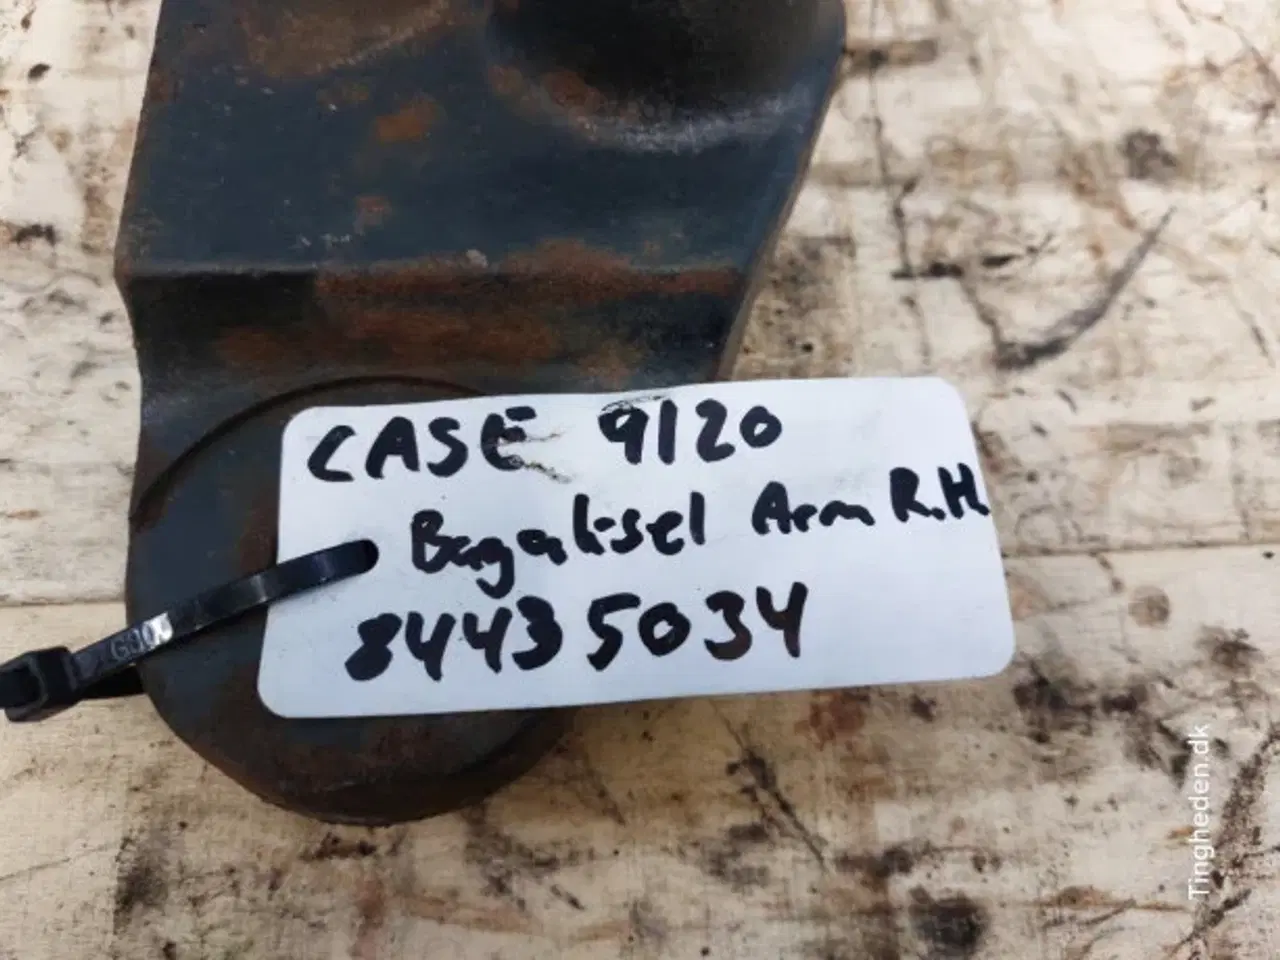 CASE 9120
Bagaksel Arm R.H
84435034
Tingheden.dk